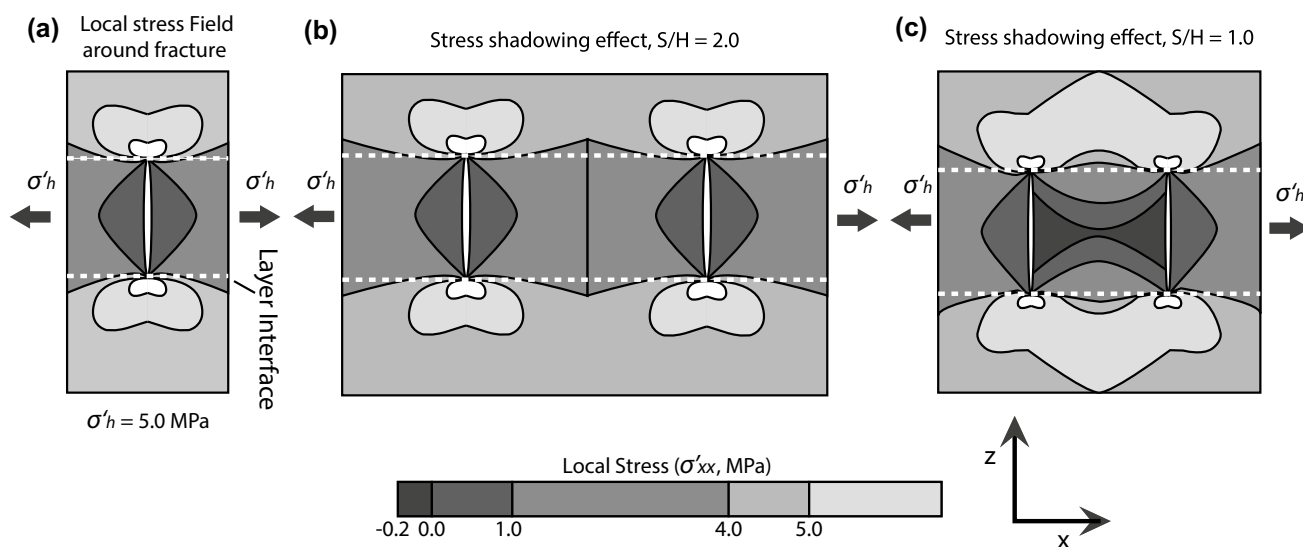 (a)
Local stress Field
around fracture
(b)
Stress shadowing effect, S/H = 2.0
(c)
Stress shadowing effect, S/H = 1.0
σ′h
σ′h
σ′h
σ′h
σ′h
σ′h
Layer Interface
σ′h = 5.0 MPa
Local Stress (σ′xx, MPa)
-0.2 0.0 1.0 4.0 5.0
z
x